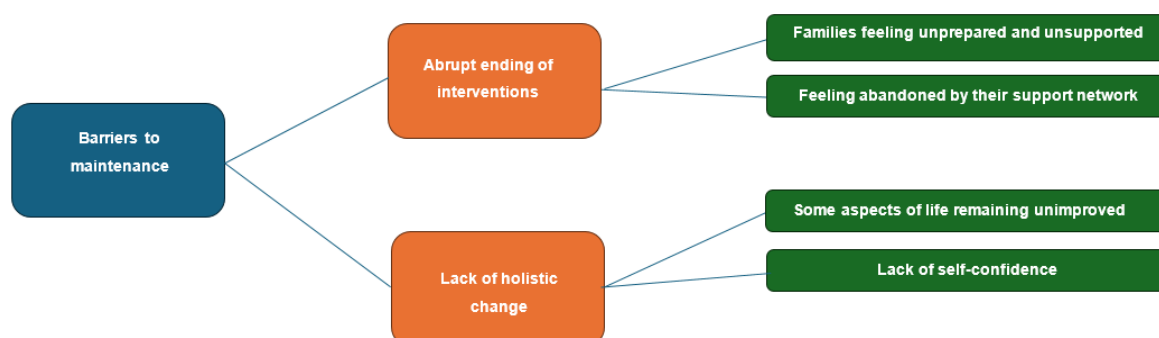 Barriers to
maintenance
Abrupt ending of
interventions
Families feeling unprepared and unsupported
Feeling abandoned by their support network
Lack of holistic
change
Some aspects of life remaining unimproved
Lack of self-confidence